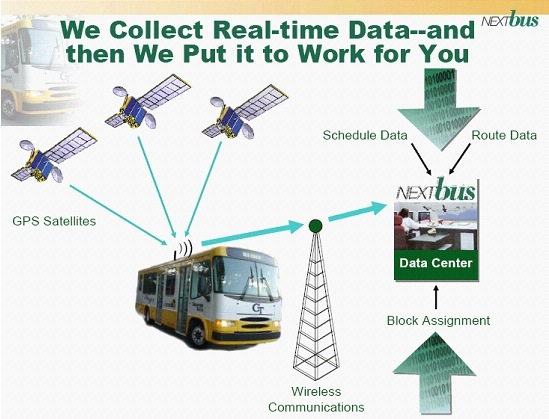 We Collect Real-time Data--and
then We Put it to Work for You
NEXTbus
Schedule Data
Route Data
GPS Satellites
NEXTbus
Data Center
GT
Block Assignment
Wireless
Communications